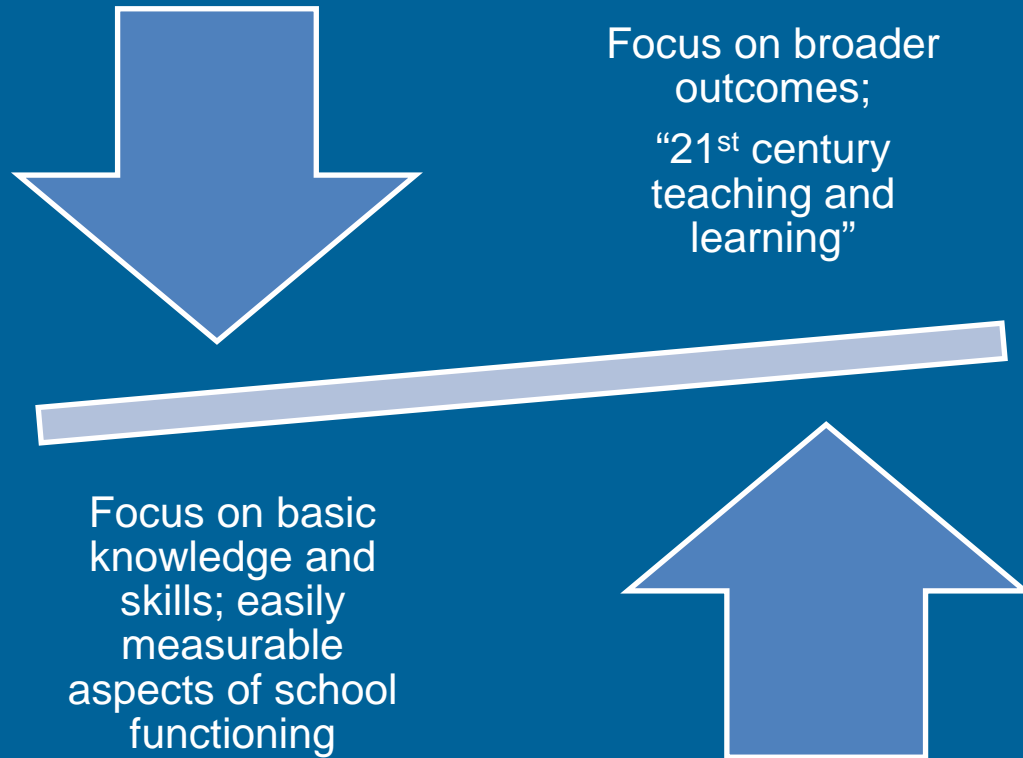 Focus on broader
outcomes;
“21st century
teaching and
learning”
Focus on basic
knowledge and
skills; easily
measurable
aspects of school
functioning